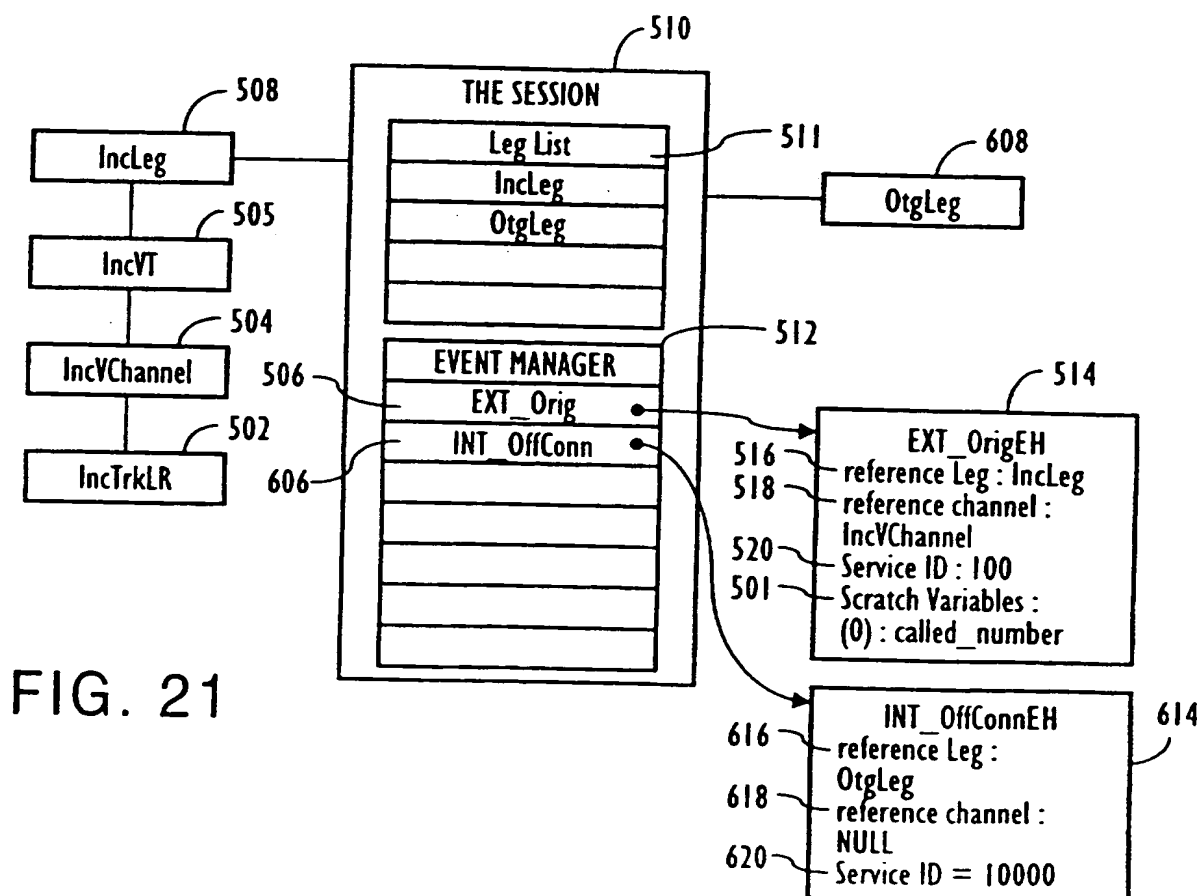 510
THE SESSION
508
IncLeg
Leg List
511
608
IncLeg
OtgLeg
505
OtgLeg
IncVT
504
512
IncVChannel
EVENT MANAGER
506
EXT_Orig
514
502
INT_OffConn
EXT_OrigEH
IncTrkLR
606
516
reference Leg : IncLeg
518
reference channel :
IncVChannel
520
Service ID : 100
501
Scratch Variables :
(0) : called_number
FIG. 21
INT_OffConnEH
614
616
reference Leg :
OtgLeg
618
reference channel :
NULL
620
Service ID = 10000